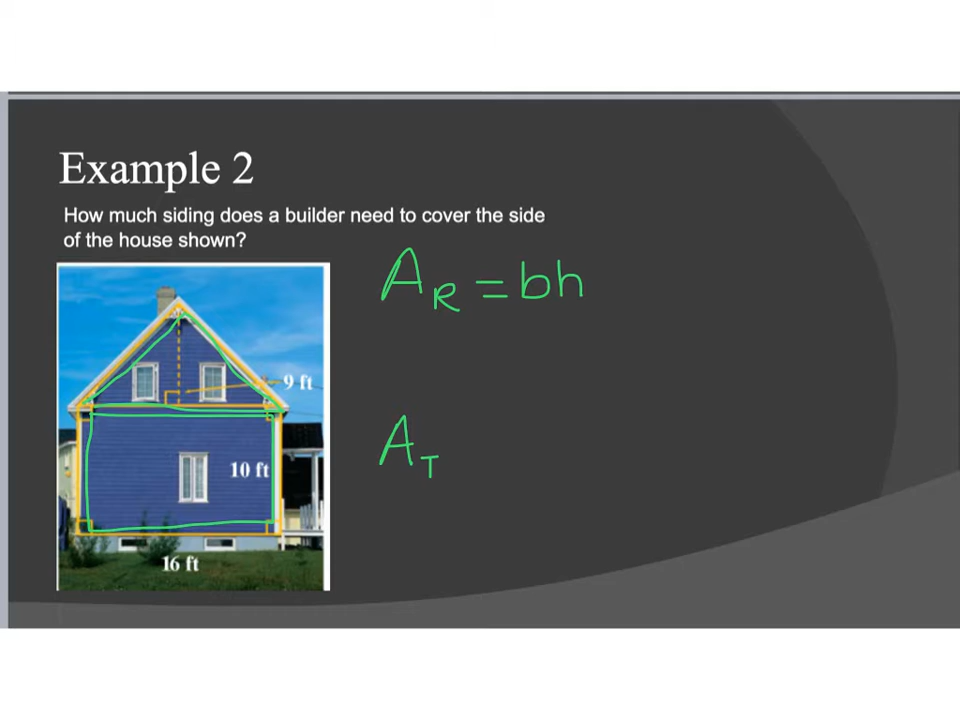 Example 2
How much siding does a builder need to cover the side
of the house shown?
A_R = bh
9 ft
A_T
10 ft
16 ft